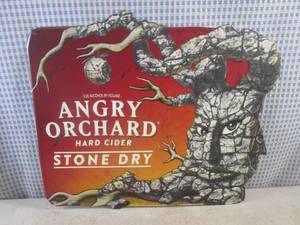 ANGRY
ORCHARD®
HARD CIDER
STONE DRY